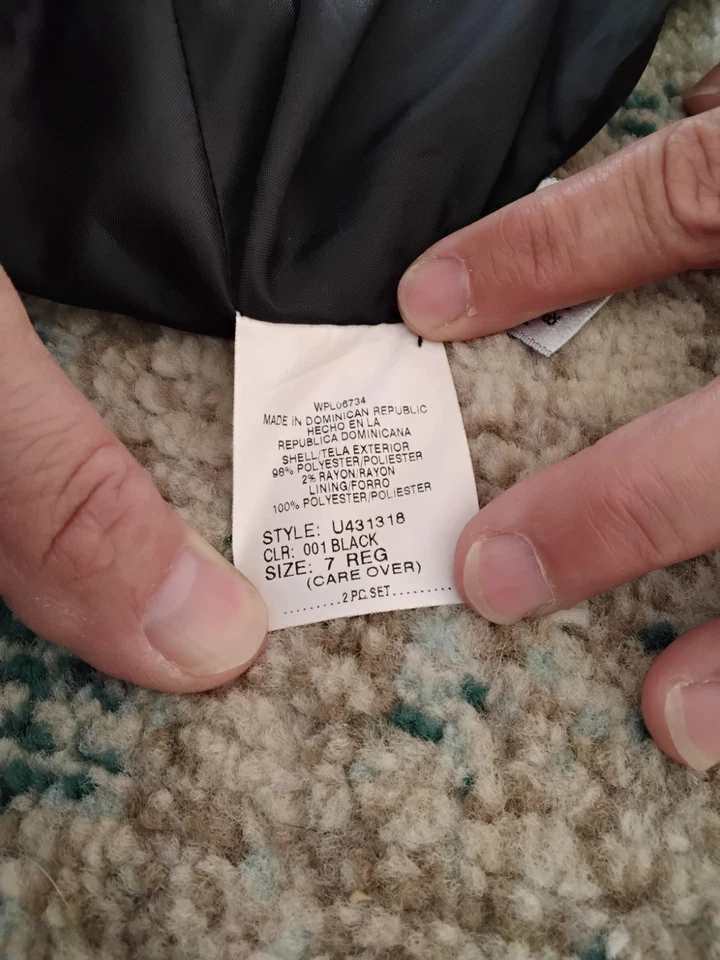 WPL06734
MADE IN DOMINICAN REPUBLIC
HECHO EN LA
REPUBLICA DOMINICANA
SHELL/TELA EXTERIOR
98% POLYESTER/POLIESTER
2% RAYON/RAYON
LINING/FORRO
100% POLYESTER/POLIESTER
STYLE: U431318
CLR: 001 BLACK
SIZE: 7 REG
(CARE OVER)
.........2 PC. SET.........